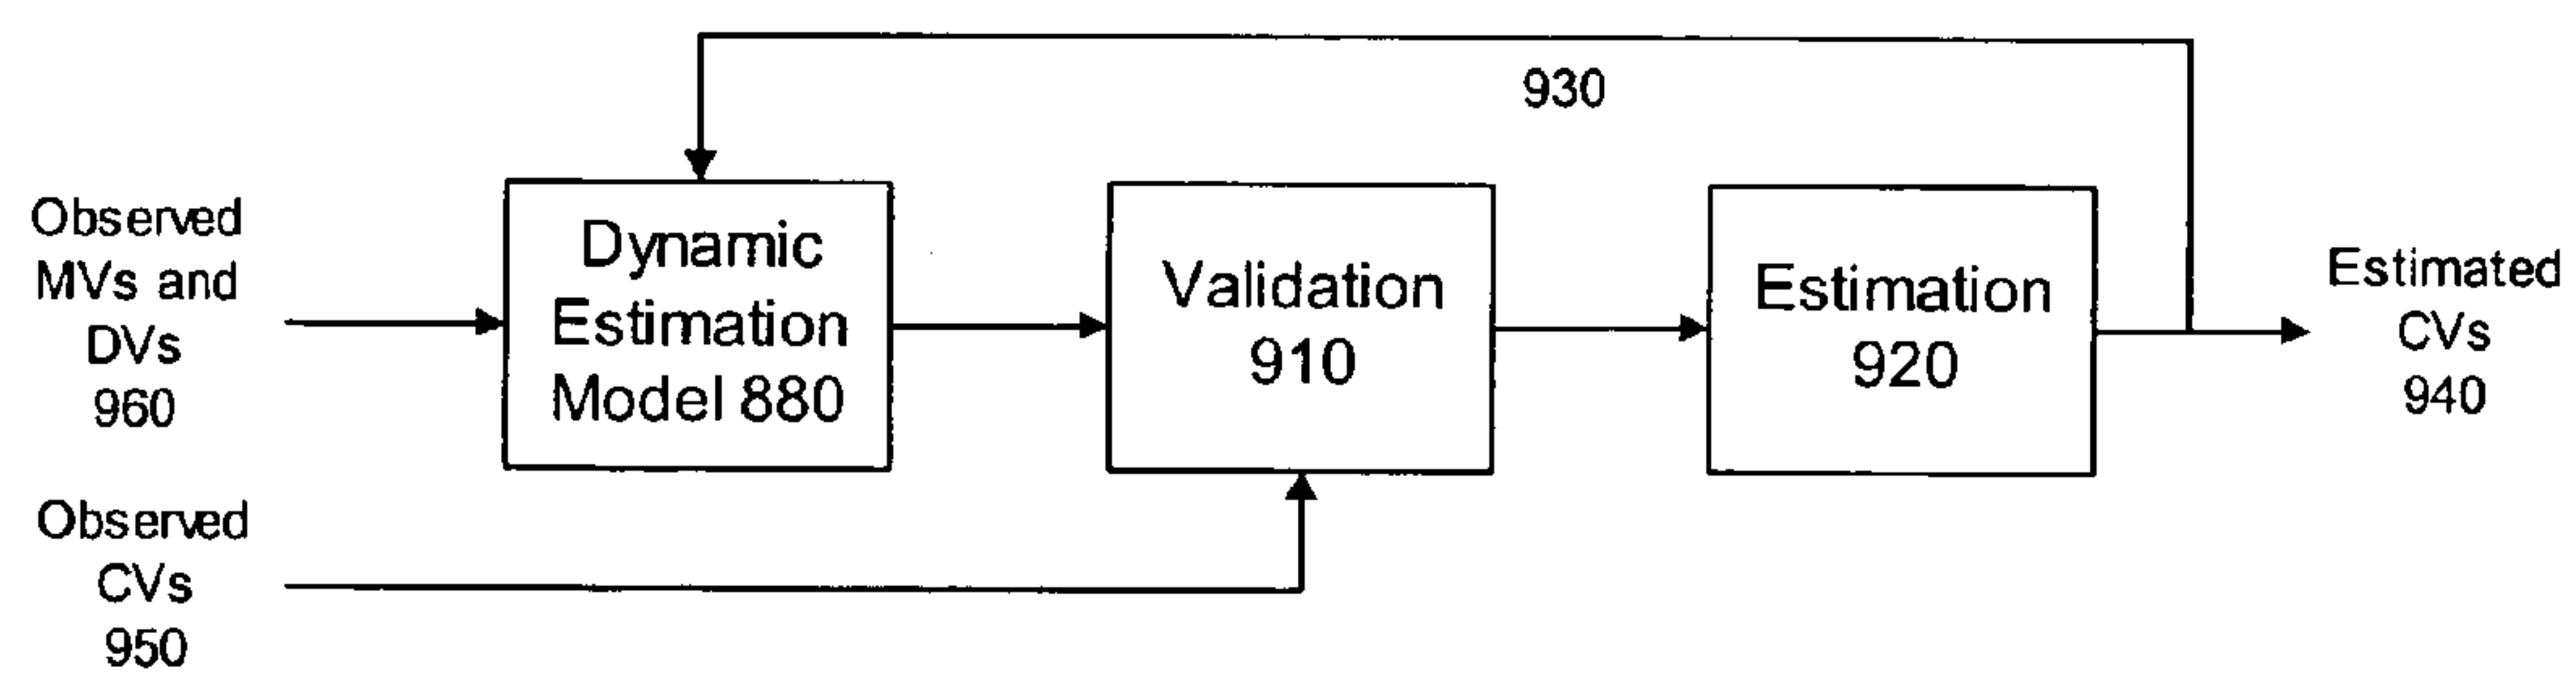 930
Observed
MVs and
DVs
960
Dynamic
Estimation
Model 880
Validation
910
Estimation
920
Estimated
CVs
940
Observed
CVs
950